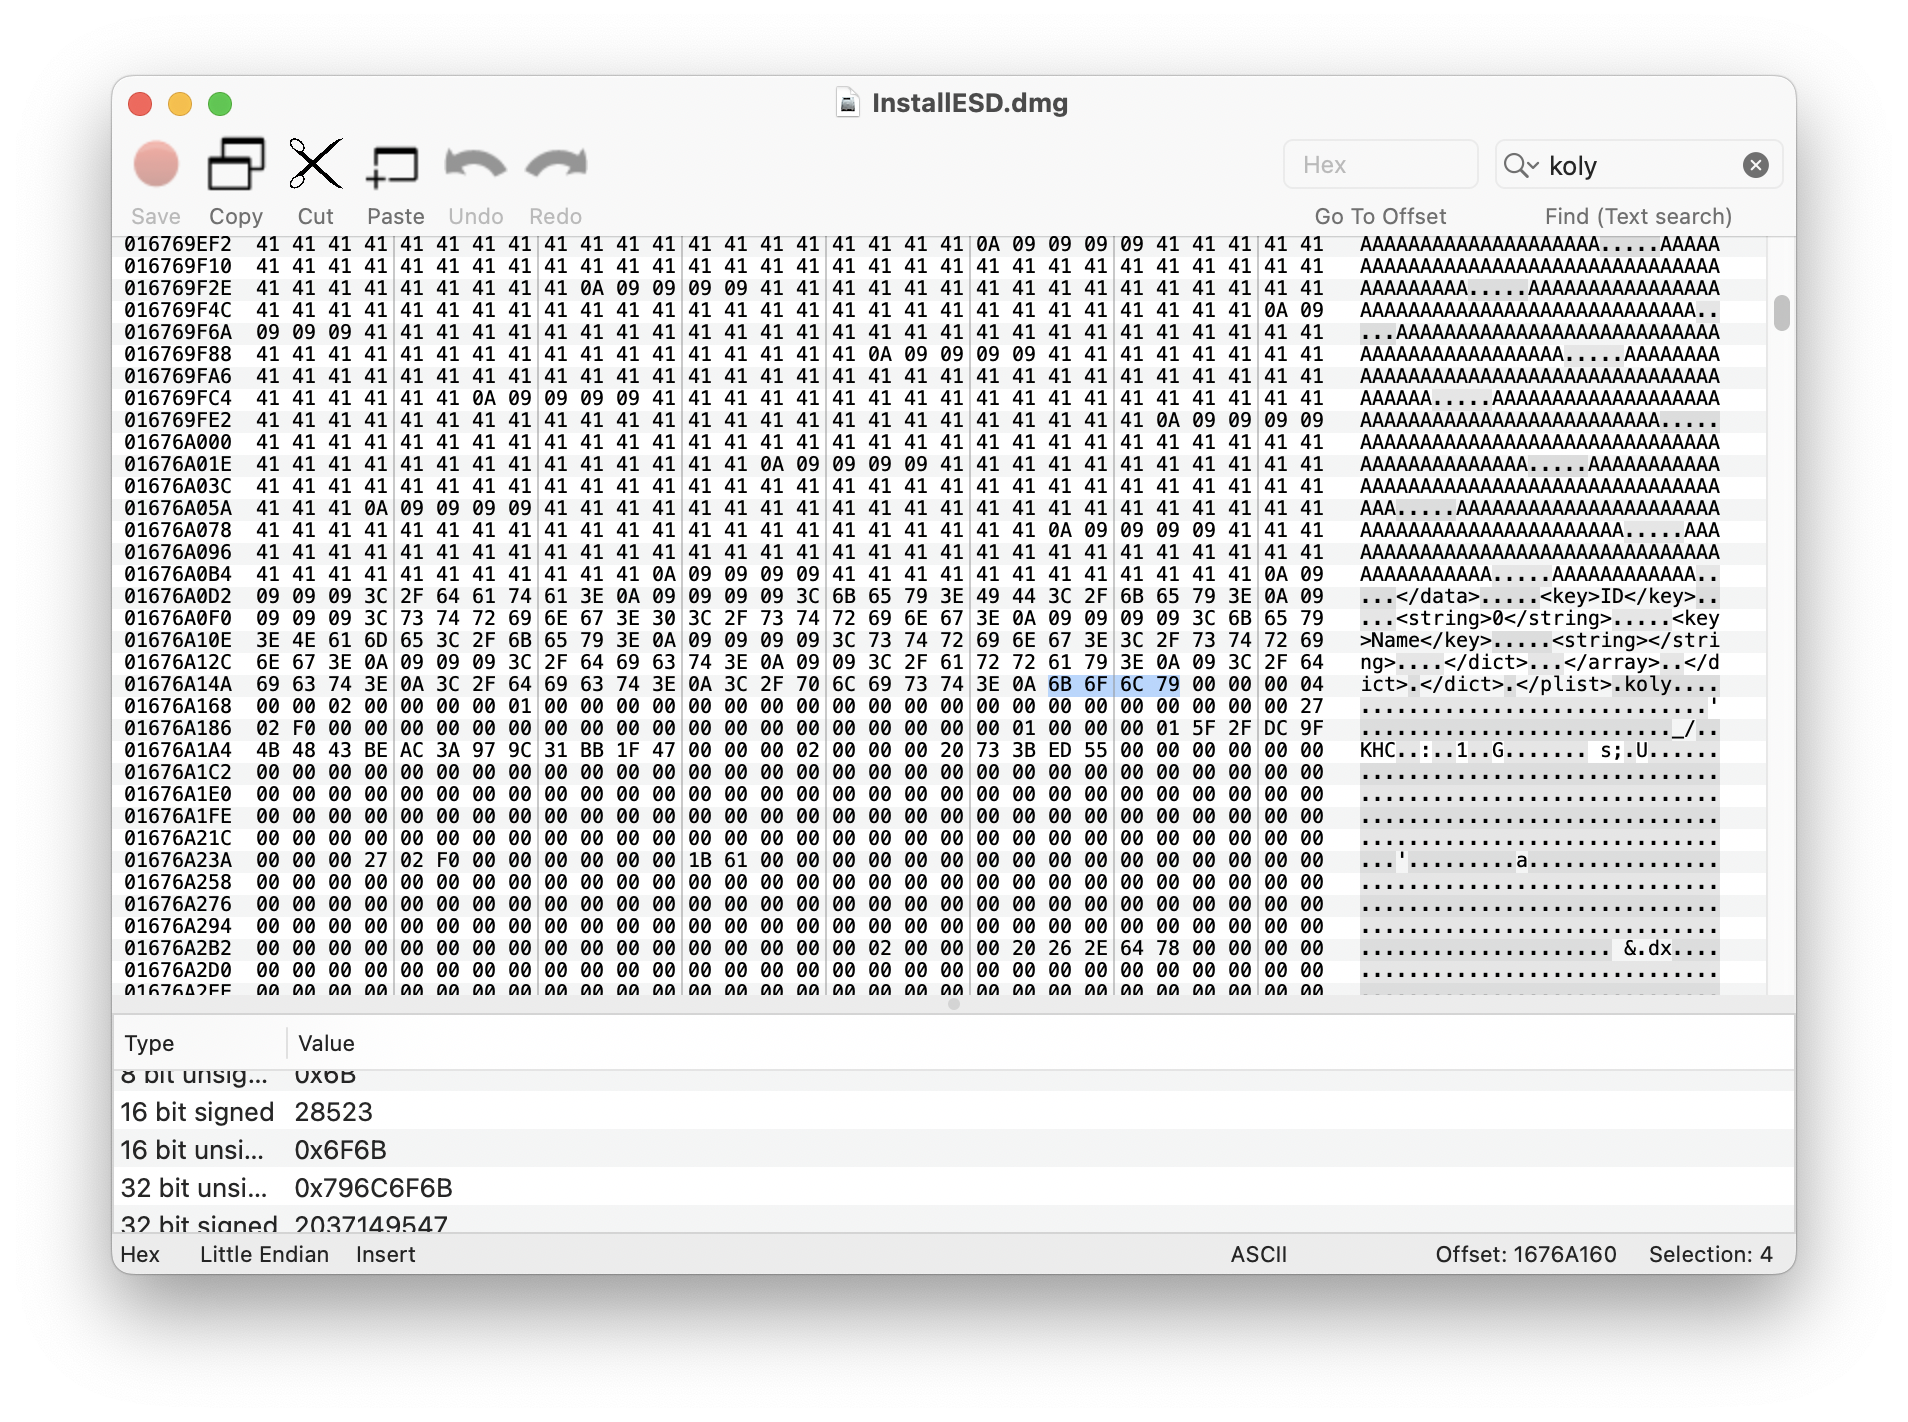 InstallESD.dmg
Save Copy Cut Paste Undo Redo
Hex
koly
Go To Offset Find (Text search)
016769EF2 41 41 41 41 41 41 41 41 41 41 41 41 41 41 41 41 41 41 41 41 0A 09 09 09 09 41 41 41 41 41 AAAAAAAAAAAAAAAAAAAA.....AAAAA
016769F10 41 41 41 41 41 41 41 41 41 41 41 41 41 41 41 41 41 41 41 41 41 41 41 41 41 41 41 41 41 41 AAAAAAAAAAAAAAAAAAAAAAAAAAAAAA
016769F2E 41 41 41 41 41 41 41 41 41 0A 09 09 09 09 41 41 41 41 41 41 41 41 41 41 41 41 41 41 41 41 AAAAAAAAA.....AAAAAAAAAAAAAAAA
016769F4C 41 41 41 41 41 41 41 41 41 41 41 41 41 41 41 41 41 41 41 41 41 41 41 41 41 41 41 41 0A 09 AAAAAAAAAAAAAAAAAAAAAAAAAAAA..
016769F6A 09 09 09 41 41 41 41 41 41 41 41 41 41 41 41 41 41 41 41 41 41 41 41 41 41 41 41 41 41 41 ...AAAAAAAAAAAAAAAAAAAAAAAAAAA
016769F88 41 41 41 41 41 41 41 41 41 41 41 41 41 41 41 41 41 0A 09 09 09 09 41 41 41 41 41 41 41 41 AAAAAAAAAAAAAAAAA.....AAAAAAAA
016769FA6 41 41 41 41 41 41 41 41 41 41 41 41 41 41 41 41 41 41 41 41 41 41 41 41 41 41 41 41 41 41 AAAAAAAAAAAAAAAAAAAAAAAAAAAAAA
016769FC4 41 41 41 41 41 41 0A 09 09 09 09 41 41 41 41 41 41 41 41 41 41 41 41 41 41 41 41 41 41 41 AAAAAA.....AAAAAAAAAAAAAAAAAAA
016769FE2 41 41 41 41 41 41 41 41 41 41 41 41 41 41 41 41 41 41 41 41 41 41 41 41 41 0A 09 09 09 09 AAAAAAAAAAAAAAAAAAAAAAAAA.....
01676A000 41 41 41 41 41 41 41 41 41 41 41 41 41 41 41 41 41 41 41 41 41 41 41 41 41 41 41 41 41 41 AAAAAAAAAAAAAAAAAAAAAAAAAAAAAA
01676A01E 41 41 41 41 41 41 41 41 41 41 41 41 41 41 0A 09 09 09 09 41 41 41 41 41 41 41 41 41 41 41 AAAAAAAAAAAAAA.....AAAAAAAAAAA
01676A03C 41 41 41 41 41 41 41 41 41 41 41 41 41 41 41 41 41 41 41 41 41 41 41 41 41 41 41 41 41 41 AAAAAAAAAAAAAAAAAAAAAAAAAAAAAA
01676A05A 41 41 41 0A 09 09 09 09 41 41 41 41 41 41 41 41 41 41 41 41 41 41 41 41 41 41 41 41 41 41 AAA.....AAAAAAAAAAAAAAAAAAAAAA
01676A078 41 41 41 41 41 41 41 41 41 41 41 41 41 41 41 41 41 41 41 41 41 41 0A 09 09 09 09 41 41 41 AAAAAAAAAAAAAAAAAAAAAA.....AAA
01676A096 41 41 41 41 41 41 41 41 41 41 41 41 41 41 41 41 41 41 41 41 41 41 41 41 41 41 41 41 41 41 AAAAAAAAAAAAAAAAAAAAAAAAAAAAAA
01676A0B4 41 41 41 41 41 41 41 41 41 41 41 0A 09 09 09 09 41 41 41 41 41 41 41 41 41 41 41 41 0A 09 AAAAAAAAAAA.....AAAAAAAAAAAA..
01676A0D2 09 09 09 3C 2F 64 61 74 61 3E 0A 09 09 09 09 3C 6B 65 79 3E 49 44 3C 2F 6B 65 79 3E 0A 09 ...</data>.....<key>ID</key>..
01676A0F0 09 09 09 3C 73 74 72 69 6E 67 3E 30 3C 2F 73 74 72 69 6E 67 3E 0A 09 09 09 09 3C 6B 65 79 ...<string>0</string>.....<key
01676A10E 3E 4E 61 6D 65 3C 2F 6B 65 79 3E 0A 09 09 09 09 3C 73 74 72 69 6E 67 3E 3C 2F 73 74 72 69 >Name</key>.....<string></stri
01676A12C 6E 67 3E 0A 09 09 09 3C 2F 64 69 63 74 3E 0A 09 09 3C 2F 61 72 72 61 79 3E 0A 09 3C 2F 64 ng>....</dict>...</array>..</d
01676A14A 69 63 74 3E 0A 3C 2F 64 69 63 74 3E 0A 3C 2F 70 6C 69 73 74 3E 0A 6B 6F 6C 79 00 00 00 04 ict>.</dict>.</plist>.koly....
01676A168 00 00 02 00 00 00 00 01 00 00 00 00 00 00 00 00 00 00 00 00 00 00 00 00 00 00 00 00 00 27 .............................'
01676A186 02 F0 00 00 00 00 00 00 00 00 00 00 00 00 00 00 00 00 00 00 00 01 00 00 00 01 5F 2F DC 9F .........................._/..
01676A1A4 4B 48 43 BE AC 3A 97 9C 31 BB 1F 47 00 00 00 02 00 00 00 20 73 3B ED 55 00 00 00 00 00 00 KHC..:..1..G....... s;.U......
01676A1C2 00 00 00 00 00 00 00 00 00 00 00 00 00 00 00 00 00 00 00 00 00 00 00 00 00 00 00 00 00 00 ..............................
01676A1E0 00 00 00 00 00 00 00 00 00 00 00 00 00 00 00 00 00 00 00 00 00 00 00 00 00 00 00 00 00 00 ..............................
01676A1FE 00 00 00 00 00 00 00 00 00 00 00 00 00 00 00 00 00 00 00 00 00 00 00 00 00 00 00 00 00 00 ..............................
01676A21C 00 00 00 00 00 00 00 00 00 00 00 00 00 00 00 00 00 00 00 00 00 00 00 00 00 00 00 00 00 00 ..............................
01676A23A 00 00 00 27 02 F0 00 00 00 00 00 00 1B 61 00 00 00 00 00 00 00 00 00 00 00 00 00 00 00 00 ...'.........a................
01676A258 00 00 00 00 00 00 00 00 00 00 00 00 00 00 00 00 00 00 00 00 00 00 00 00 00 00 00 00 00 00 ..............................
01676A276 00 00 00 00 00 00 00 00 00 00 00 00 00 00 00 00 00 00 00 00 00 00 00 00 00 00 00 00 00 00 ..............................
01676A294 00 00 00 00 00 00 00 00 00 00 00 00 00 00 00 00 00 00 00 00 00 00 00 00 00 00 00 00 00 00 ..............................
01676A2B2 00 00 00 00 00 00 00 00 00 00 00 00 00 00 00 00 00 02 00 00 00 20 26 2E 64 78 00 00 00 00 ..................... &.dx....
01676A2D0 00 00 00 00 00 00 00 00 00 00 00 00 00 00 00 00 00 00 00 00 00 00 00 00 00 00 00 00 00 00 ..............................
01676A2EE 00 00 00 00 00 00 00 00 00 00 00 00 00 00 00 00 00 00 00 00 00 00 00 00 00 00 00 00 00 00 ..............................
Type Value
8 bit unsig... 0x6B
16 bit signed 28523
16 bit unsi... 0x6F6B
32 bit unsi... 0x796C6F6B
32 bit signed 2037149547
Hex Little Endian Insert ASCII Offset: 1676A160 Selection: 4